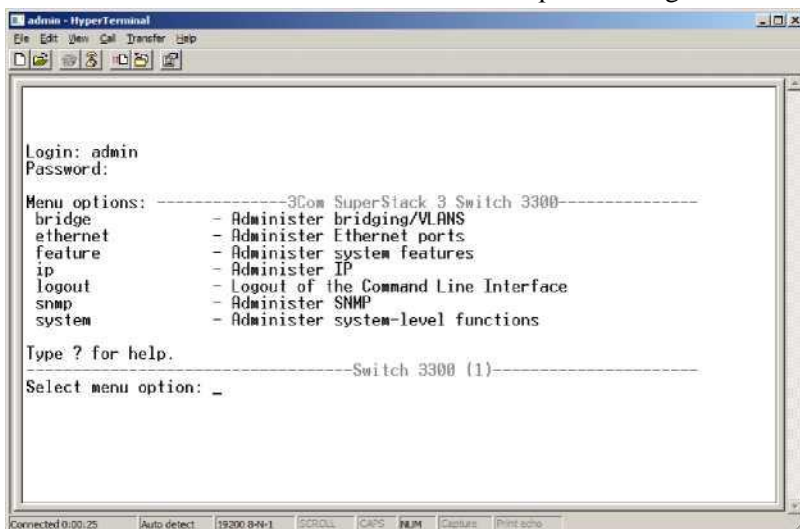 admin - HyperTerminal
File Edit View Call Transfer Help
Login: admin
Password:
Menu options: --------------3Com SuperStack 3 Switch 3300---------------
bridge - Administer bridging/VLANS
ethernet - Administer Ethernet ports
feature - Administer system features
ip - Administer IP
logout - Logout of the Command Line Interface
snmp - Administer SNMP
system - Administer system-level functions
Type ? for help.
-----------------------------------Switch 3300 (1)----------------------
Select menu option: _
Connected 0:00:25 Auto detect 19200 8-N-1 SCROLL CAPS NUM Capture Print echo